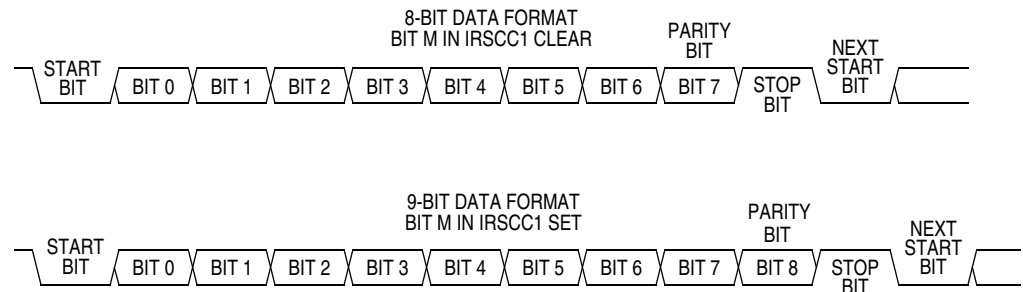 8-BIT DATA FORMAT
BIT M IN IRSCC1 CLEAR
PARITY
BIT
START
BIT
BIT 0
BIT 1
BIT 2
BIT 3
BIT 4
BIT 5
BIT 6
BIT 7
STOP
BIT
NEXT
START
BIT
9-BIT DATA FORMAT
BIT M IN IRSCC1 SET
PARITY
BIT
START
BIT
BIT 0
BIT 1
BIT 2
BIT 3
BIT 4
BIT 5
BIT 6
BIT 7
BIT 8
STOP
BIT
NEXT
START
BIT